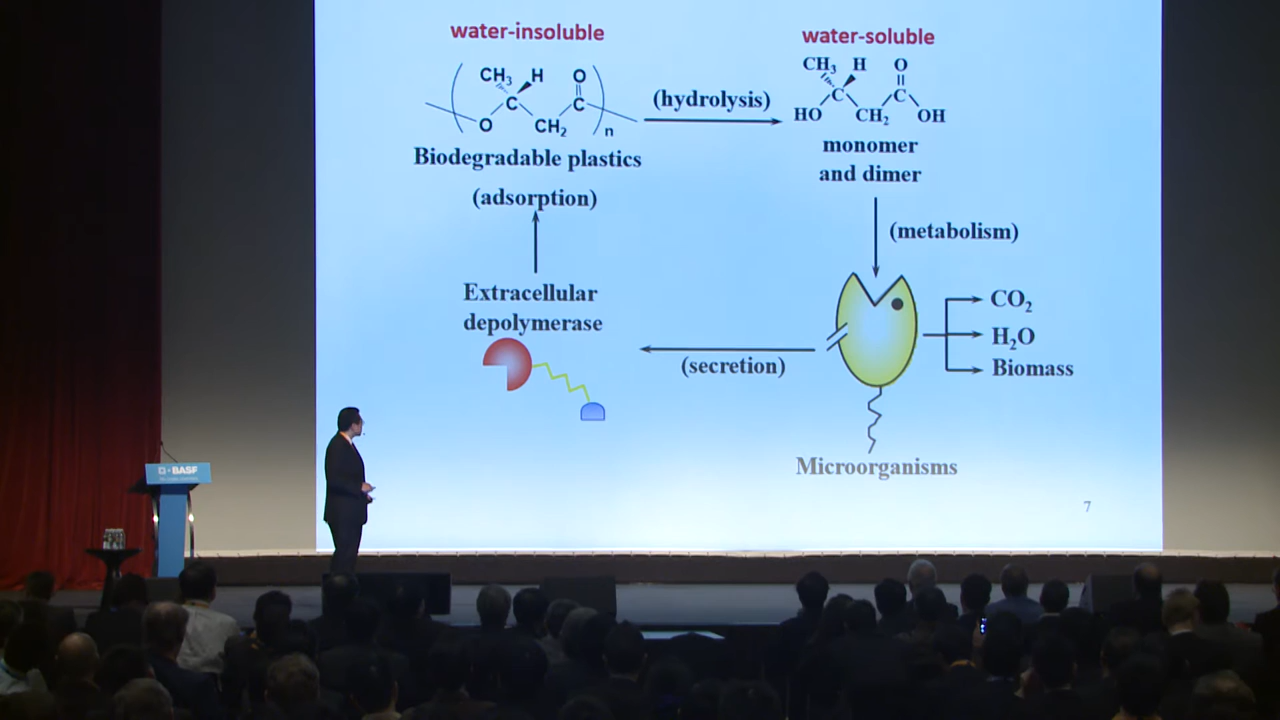 water-insoluble
water-soluble
CH3 H O
O C CH2 C n
CH3 H O
HO C CH2 C OH
(hydrolysis)
Biodegradable plastics
monomer
and dimer
(adsorption)
(metabolism)
Extracellular
depolymerase
CO2
H2O
Biomass
(secretion)
Microorganisms
7
BASF